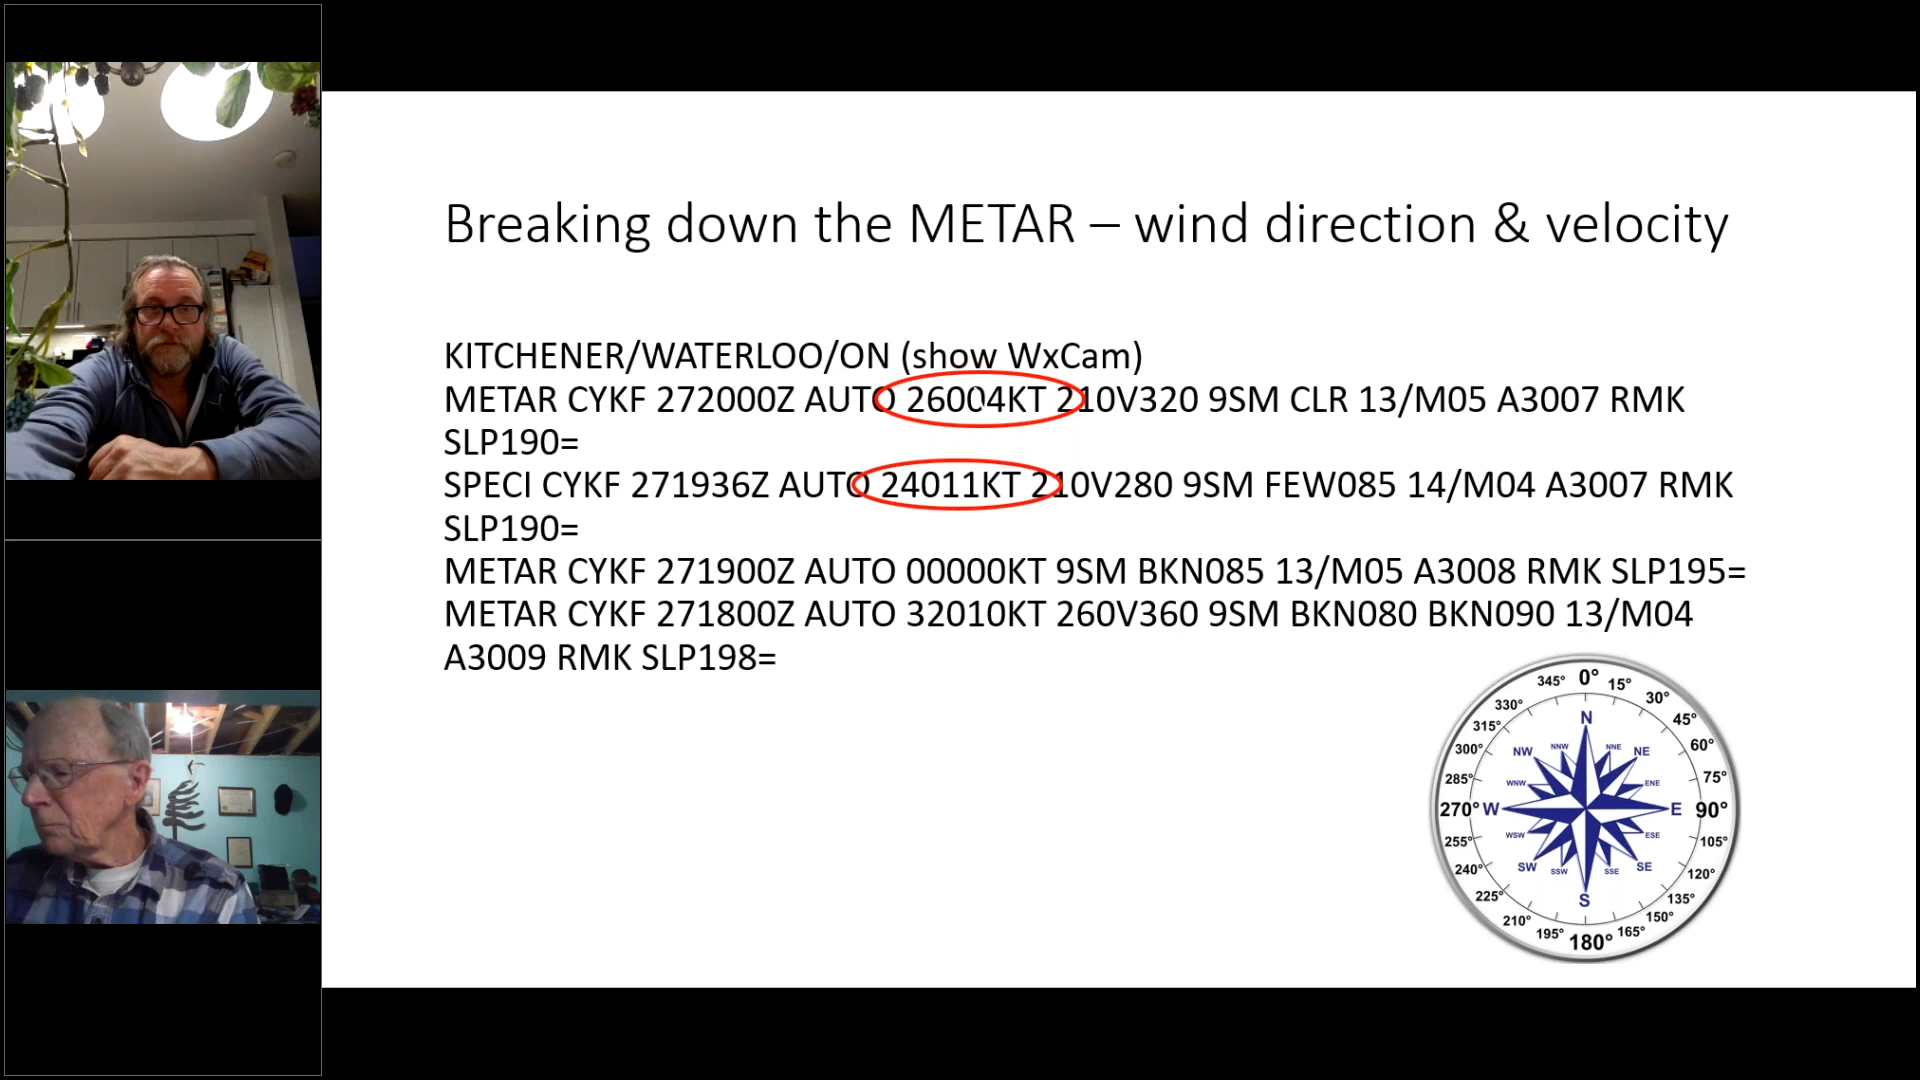 Breaking down the METAR – wind direction & velocity
KITCHENER/WATERLOO/ON (show WxCam)
METAR CYKF 272000Z AUTO 26004KT 210V320 9SM CLR 13/M05 A3007 RMK
SLP190=
SPECI CYKF 271936Z AUTO 24011KT 210V280 9SM FEW085 14/M04 A3007 RMK
SLP190=
METAR CYKF 271900Z AUTO 00000KT 9SM BKN085 13/M05 A3008 RMK SLP195=
METAR CYKF 271800Z AUTO 32010KT 260V360 9SM BKN080 BKN090 13/M04
A3009 RMK SLP198=
345° 0° 15°
330° 30°
315° N 45°
300° NW NNW NNE NE 60°
285° WNW ENE 75°
270° W E 90°
255° WSW ESE 105°
240° SW SSW SSE SE 120°
225° S 135°
210° 150°
195° 180° 165°